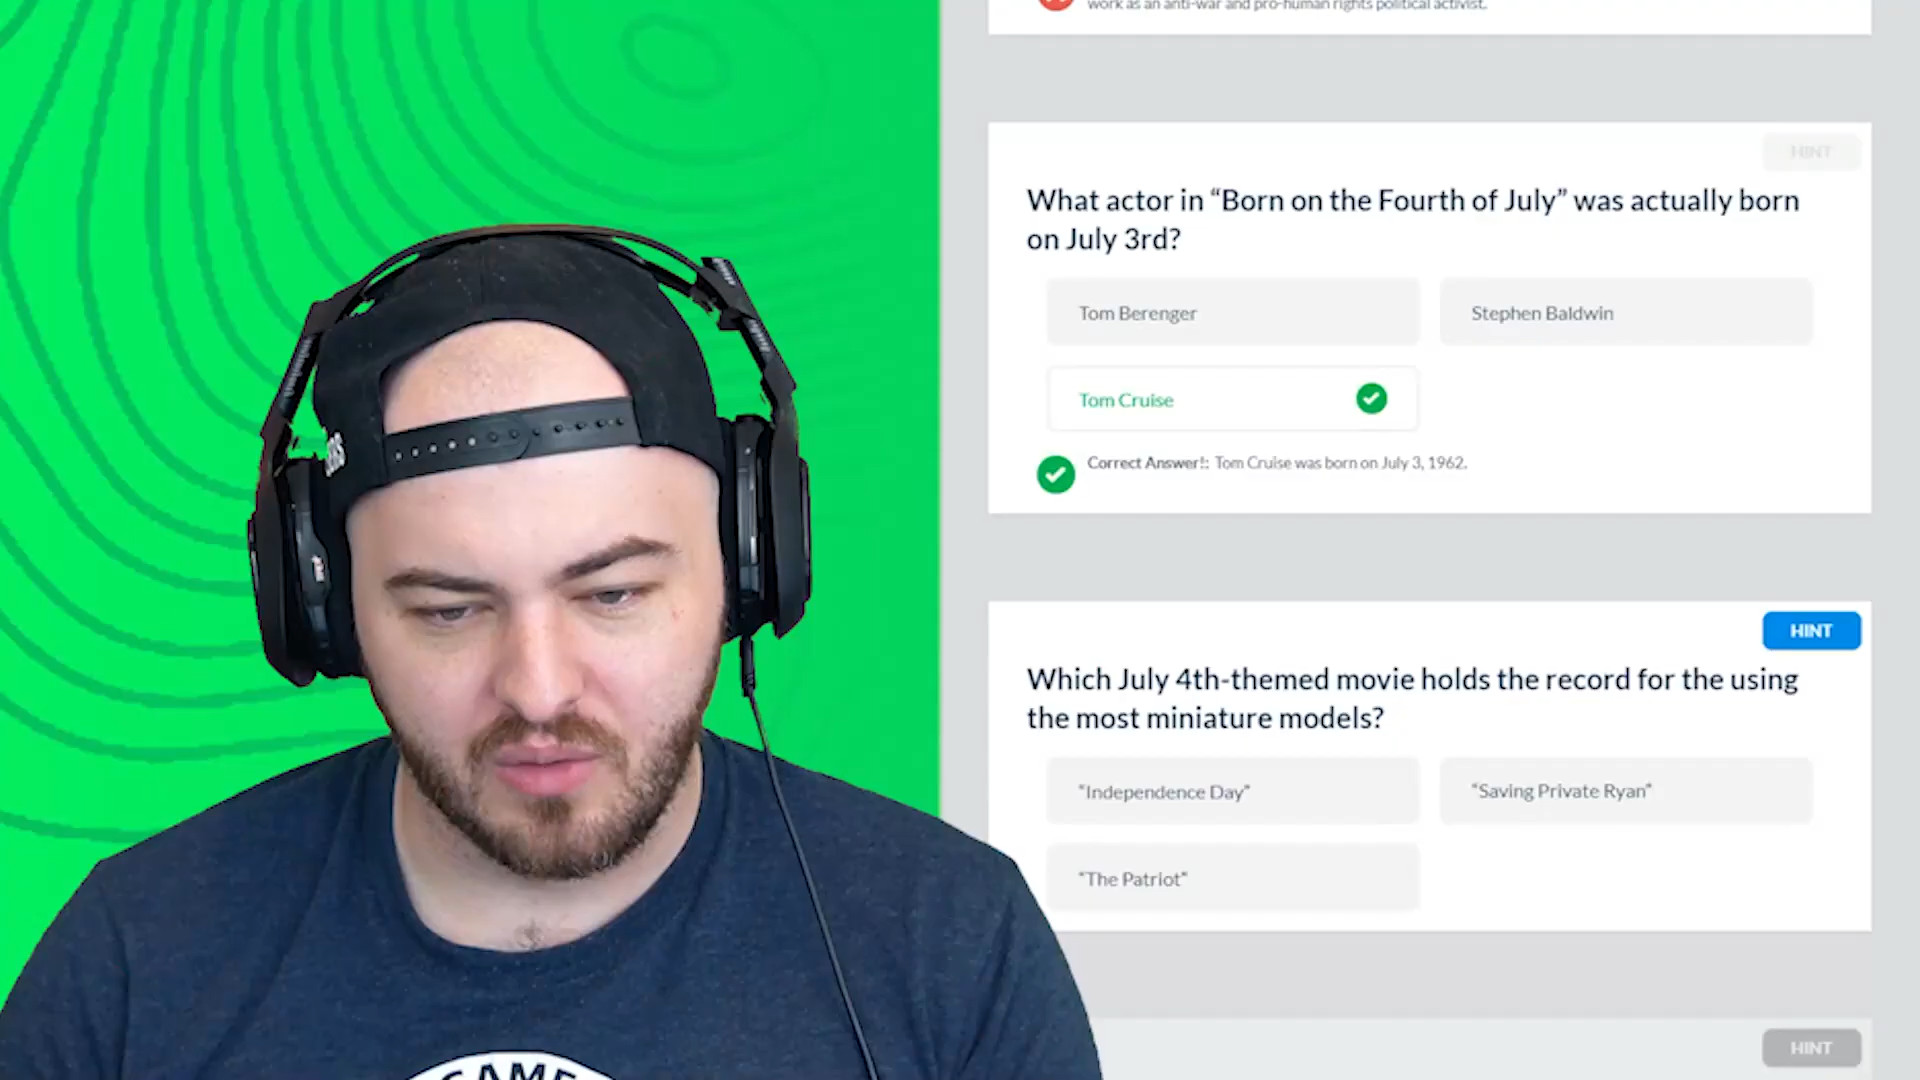 work as an anti-war and pro-human rights political activist.
HINT
What actor in “Born on the Fourth of July” was actually born
on July 3rd?
Tom Berenger
Stephen Baldwin
Tom Cruise
Correct Answer!: Tom Cruise was born on July 3, 1962.
HINT
Which July 4th-themed movie holds the record for the using
the most miniature models?
“Independence Day”
“Saving Private Ryan”
“The Patriot”
HINT
GAME